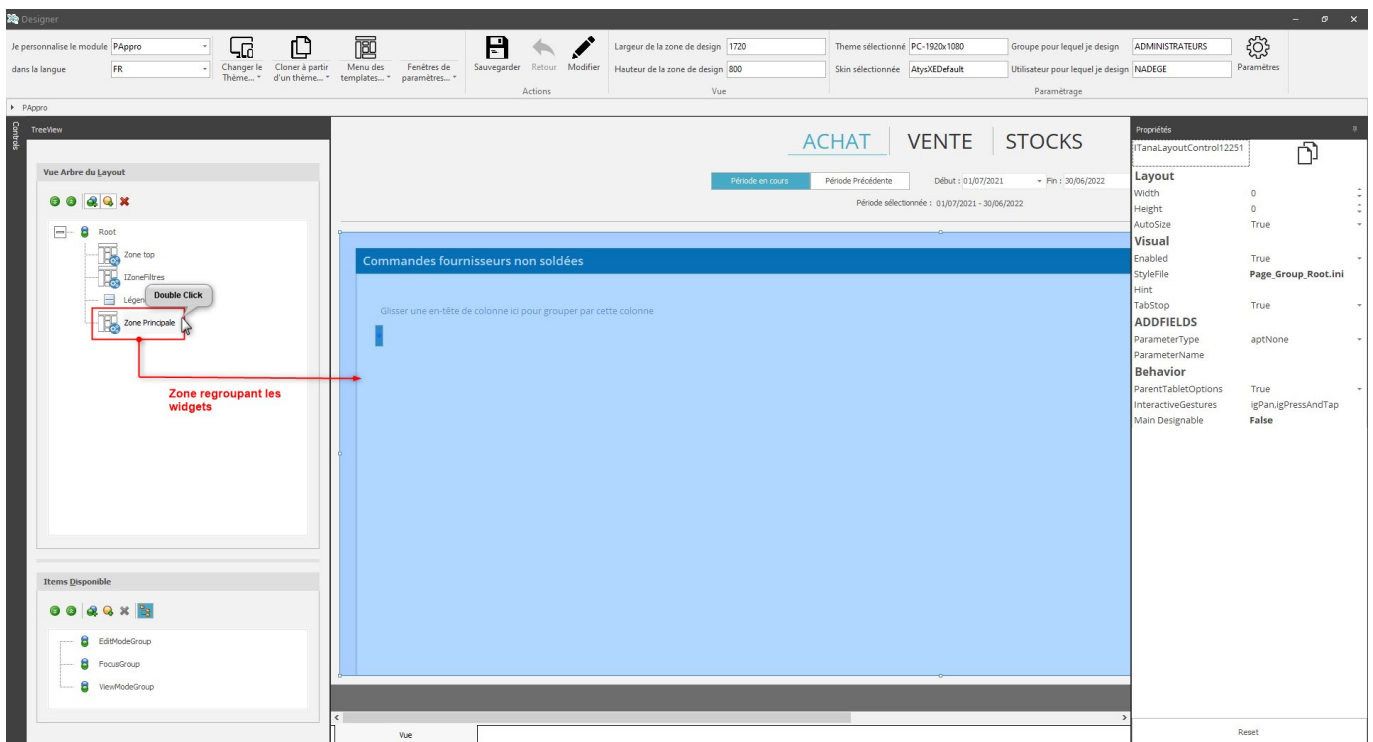 Designer
Je personnalise le module PAppro
dans la langue FR
Changer le Thème...
Cloner à partir d'un thème...
Menu des templates...
Fenêtres de paramètres...
Sauvegarder
Retour
Modifier
Actions
Largeur de la zone de design 1720
Hauteur de la zone de design 800
Vue
Theme sélectionné PC-1920x1080
Skin sélectionnée AtysXEDefault
Groupe pour lequel je design ADMINISTRATEURS
Utilisateur pour lequel je design NADEGE
Paramètres
Paramétrage
PAppro
Controls
TreeView
Vue Arbre du Layout
Root
Zone top
IZoneFiltres
Légen
Double Click
Zone Principale
Zone regroupant les
widgets
Items Disponible
EditModeGroup
FocusGroup
ViewModeGroup
ACHAT VENTE STOCKS
Période en cours Période Précédente Début : 01/07/2021 Fin : 30/06/2022
Période sélectionnée : 01/07/2021 - 30/06/2022
Commandes fournisseurs non soldées
Glisser une en-tête de colonne ici pour grouper par cette colonne
Vue
Propriétés
ITanaLayoutControl12251
Layout
Width 0
Height 0
AutoSize True
Visual
Enabled True
StyleFile Page_Group_Root.ini
Hint
TabStop True
ADDFIELDS
ParameterType aptNone
ParameterName
Behavior
ParentTabletOptions True
InteractiveGestures igPan,igPressAndTap
Main Designable False
Reset